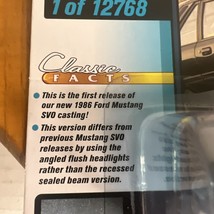 1 of 12768
Classic
FACTS
• This is the first release of
our new 1986 Ford Mustang
SVO casting!
• This version differs from
previous Mustang SVO
releases by using the
angled flush headlights
rather than the recessed
sealed beam version.